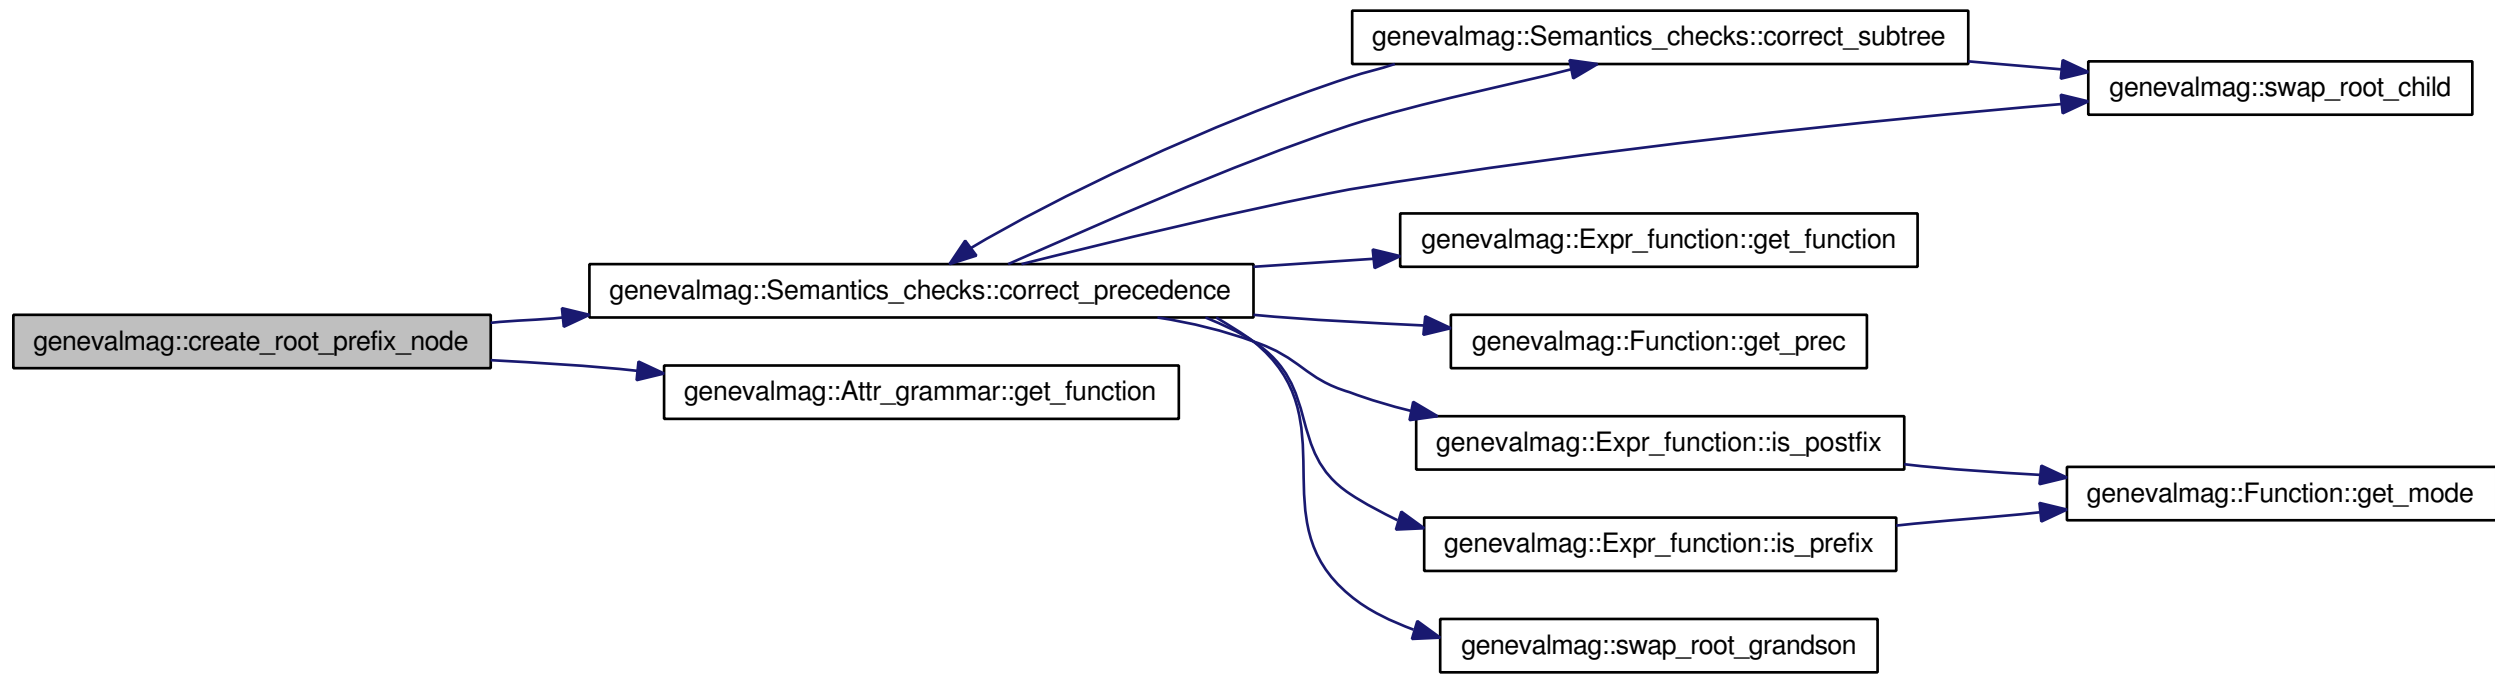 genevalmag::Semantics_checks::correct_subtree
genevalmag::swap_root_child
genevalmag::Expr_function::get_function
genevalmag::Semantics_checks::correct_precedence
genevalmag::create_root_prefix_node
genevalmag::Function::get_prec
genevalmag::Attr_grammar::get_function
genevalmag::Expr_function::is_postfix
genevalmag::Function::get_mode
genevalmag::Expr_function::is_prefix
genevalmag::swap_root_grandson